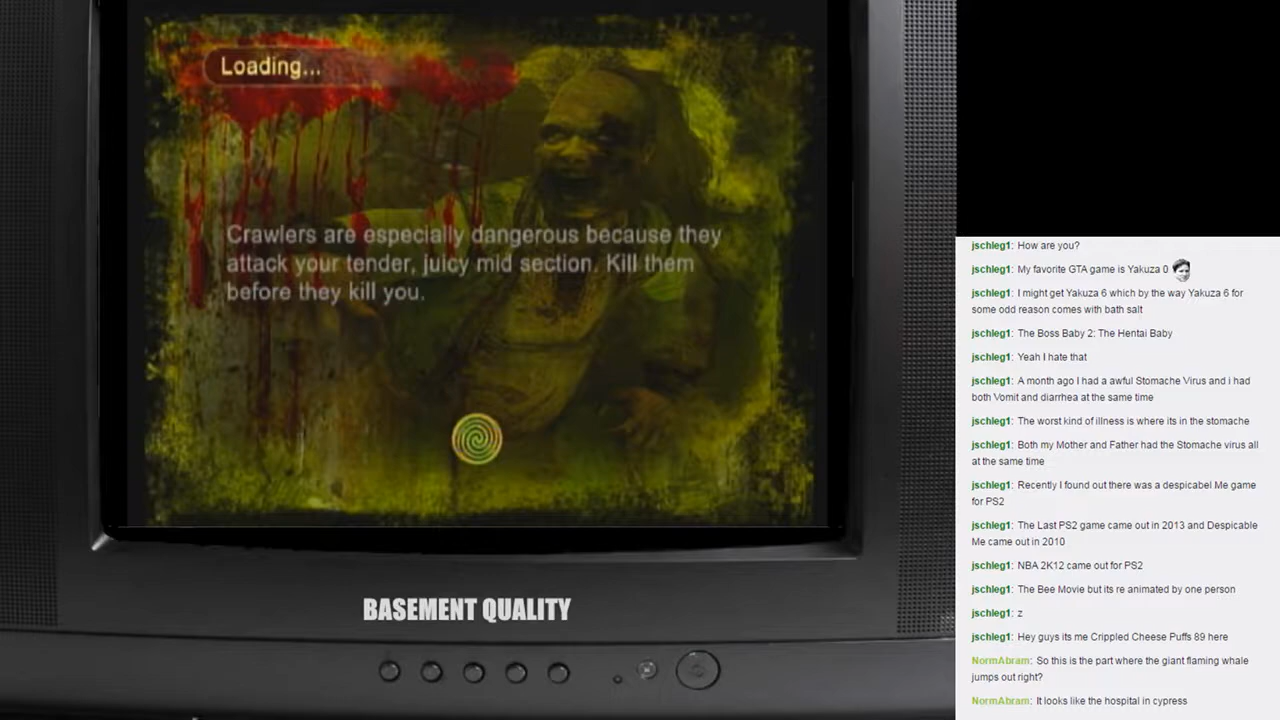 Loading...
Crawlers are especially dangerous because they
attack your tender, juicy mid section. Kill them
before they kill you.
BASEMENT QUALITY
jschleg1: How are you?
jschleg1: My favorite GTA game is Yakuza 0
jschleg1: I might get Yakuza 6 which by the way Yakuza 6 for
some odd reason comes with bath salt
jschleg1: The Boss Baby 2: The Hentai Baby
jschleg1: Yeah I hate that
jschleg1: A month ago I had a awful Stomache Virus and i had
both Vomit and diarrhea at the same time
jschleg1: The worst kind of illness is where its in the stomache
jschleg1: Both my Mother and Father had the Stomache virus all
at the same time
jschleg1: Recently I found out there was a despicabel Me game
for PS2
jschleg1: The Last PS2 game came out in 2013 and Despicable
Me came out in 2010
jschleg1: NBA 2K12 came out for PS2
jschleg1: The Bee Movie but its re animated by one person
jschleg1: z
jschleg1: Hey guys its me Crippled Cheese Puffs 89 here
NormAbram: So this is the part where the giant flaming whale
jumps out right?
NormAbram: It looks like the hospital in cypress